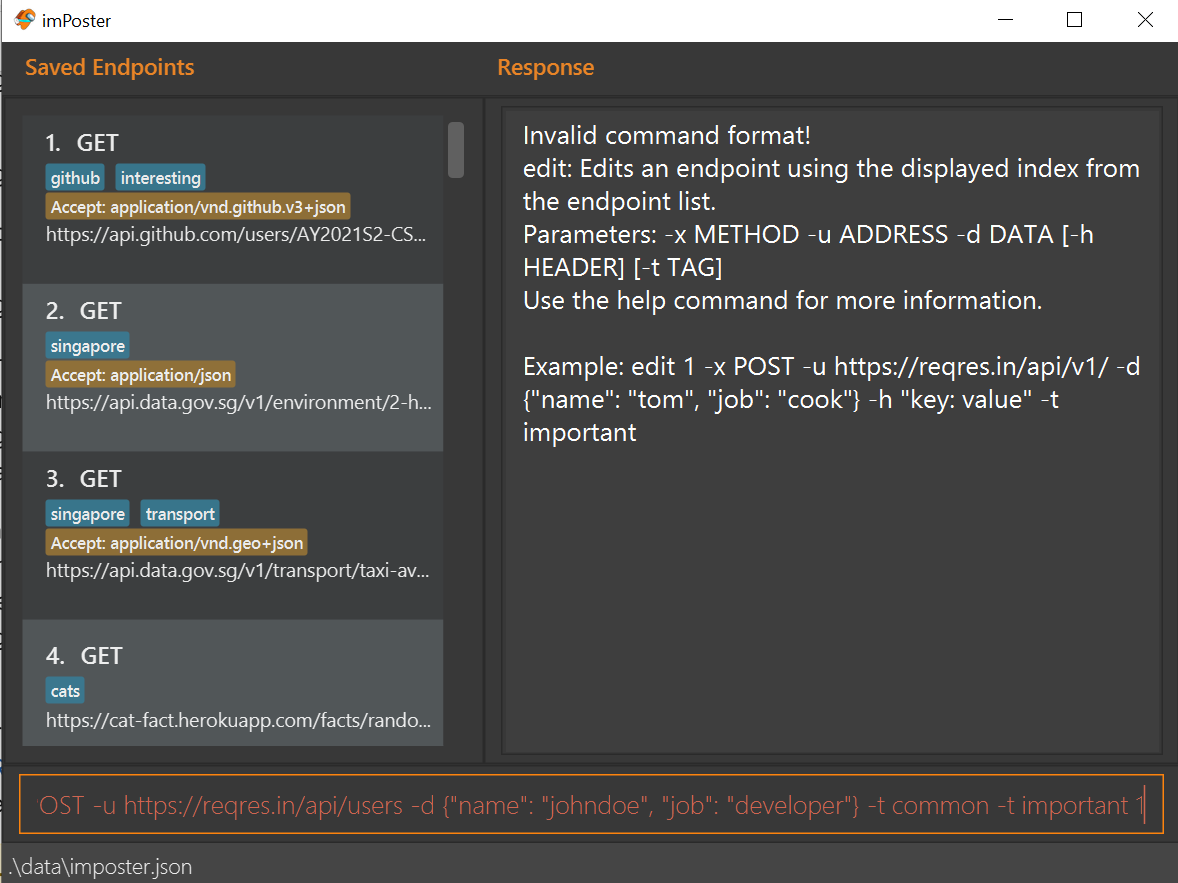 imPoster
Saved Endpoints
Response
1. GET
github interesting
Accept: application/vnd.github.v3+json
https://api.github.com/users/AY2021S2-CS...
2. GET
singapore
Accept: application/json
https://api.data.gov.sg/v1/environment/2-h...
3. GET
singapore transport
Accept: application/vnd.geo+json
https://api.data.gov.sg/v1/transport/taxi-av...
4. GET
cats
https://cat-fact.herokuapp.com/facts/rando...
Invalid command format!
edit: Edits an endpoint using the displayed index from
the endpoint list.
Parameters: -x METHOD -u ADDRESS -d DATA [-h
HEADER] [-t TAG]
Use the help command for more information.
Example: edit 1 -x POST -u https://reqres.in/api/v1/ -d
{"name": "tom", "job": "cook"} -h "key: value" -t
important
OST -u https://reqres.in/api/users -d {"name": "johndoe", "job": "developer"} -t common -t important 1
.\data\imposter.json